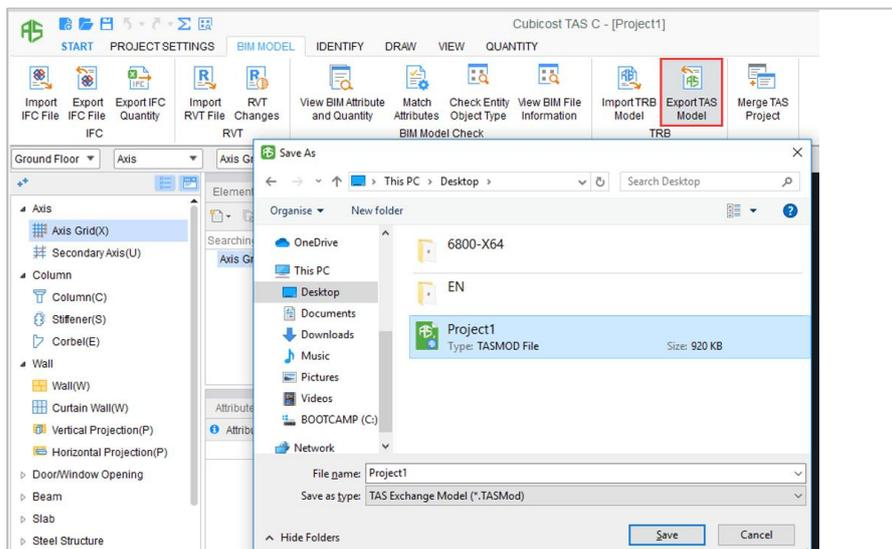 Cubicost TAS C - [Project1]
START PROJECT SETTINGS BIM MODEL IDENTIFY DRAW VIEW QUANTITY
Import IFC File
Export IFC File
Export IFC Quantity
Import RVT File
RVT Changes
View BIM Attribute and Quantity
Match Attributes
Check Entity Object Type
View BIM File Information
Import TRB Model
Export TAS Model
Merge TAS Project
IFC RVT BIM Model Check TRB
Ground Floor Axis Axis Gr
Save As
This PC > Desktop >
Search Desktop
Organise New folder
Element
Searchin
Axis Gr
Attribute
Attribu
Axis
Axis Grid(X)
Secondary Axis(U)
Column
Column(C)
Stiffener(S)
Corbel(E)
Wall
Wall(W)
Curtain Wall(W)
Vertical Projection(P)
Horizontal Projection(P)
Door/Window Opening
Beam
Slab
Steel Structure
OneDrive
This PC
Desktop
Documents
Downloads
Music
Pictures
Videos
BOOTCAMP (C:)
Network
6800-X64
EN
Project1
Type: TASMOD File Size: 920 KB
File name: Project1
Save as type: TAS Exchange Model (*.TASMod)
Hide Folders Save Cancel